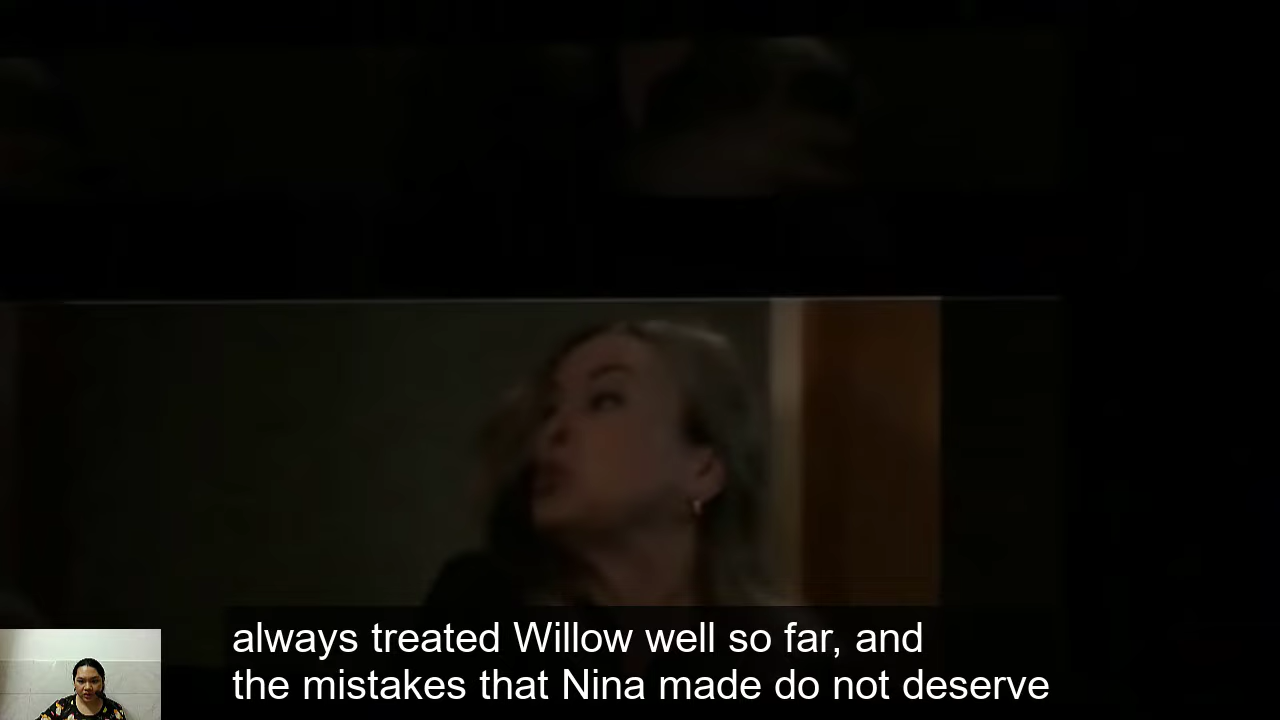 always treated Willow well so far, and
the mistakes that Nina made do not deserve